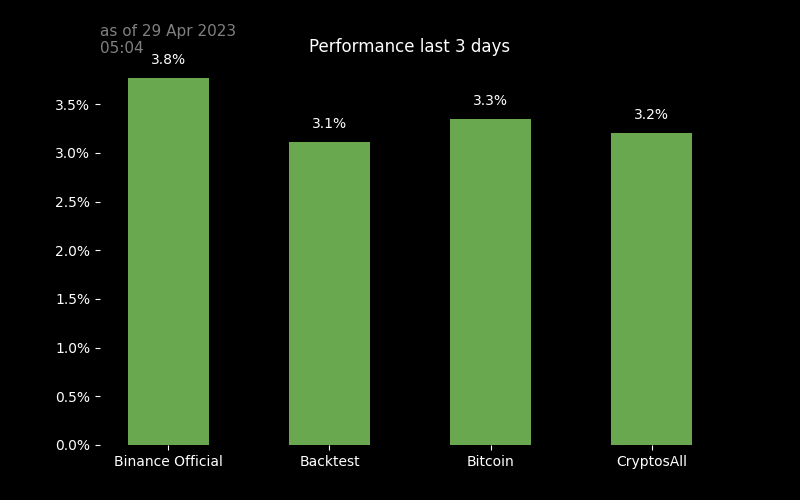 as of 29 Apr 2023
05:04
Performance last 3 days
3.8%
3.1%
3.3%
3.2%
3.5%
3.0%
2.5%
2.0%
1.5%
1.0%
0.5%
0.0%
Binance Official
Backtest
Bitcoin
CryptosAll